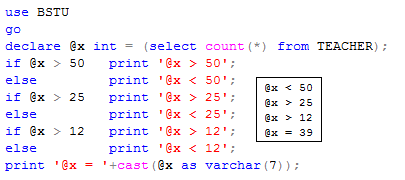 use BSTU
go
declare @x int = (select count(*) from TEACHER);
if @x > 50   print '@x > 50';
else         print '@x < 50';
if @x > 25   print '@x > 25';
else         print '@x < 25';
if @x > 12   print '@x > 12';
else         print '@x < 12';
print '@x = '+cast(@x as varchar(7));
@x < 50
@x > 25
@x > 12
@x = 39